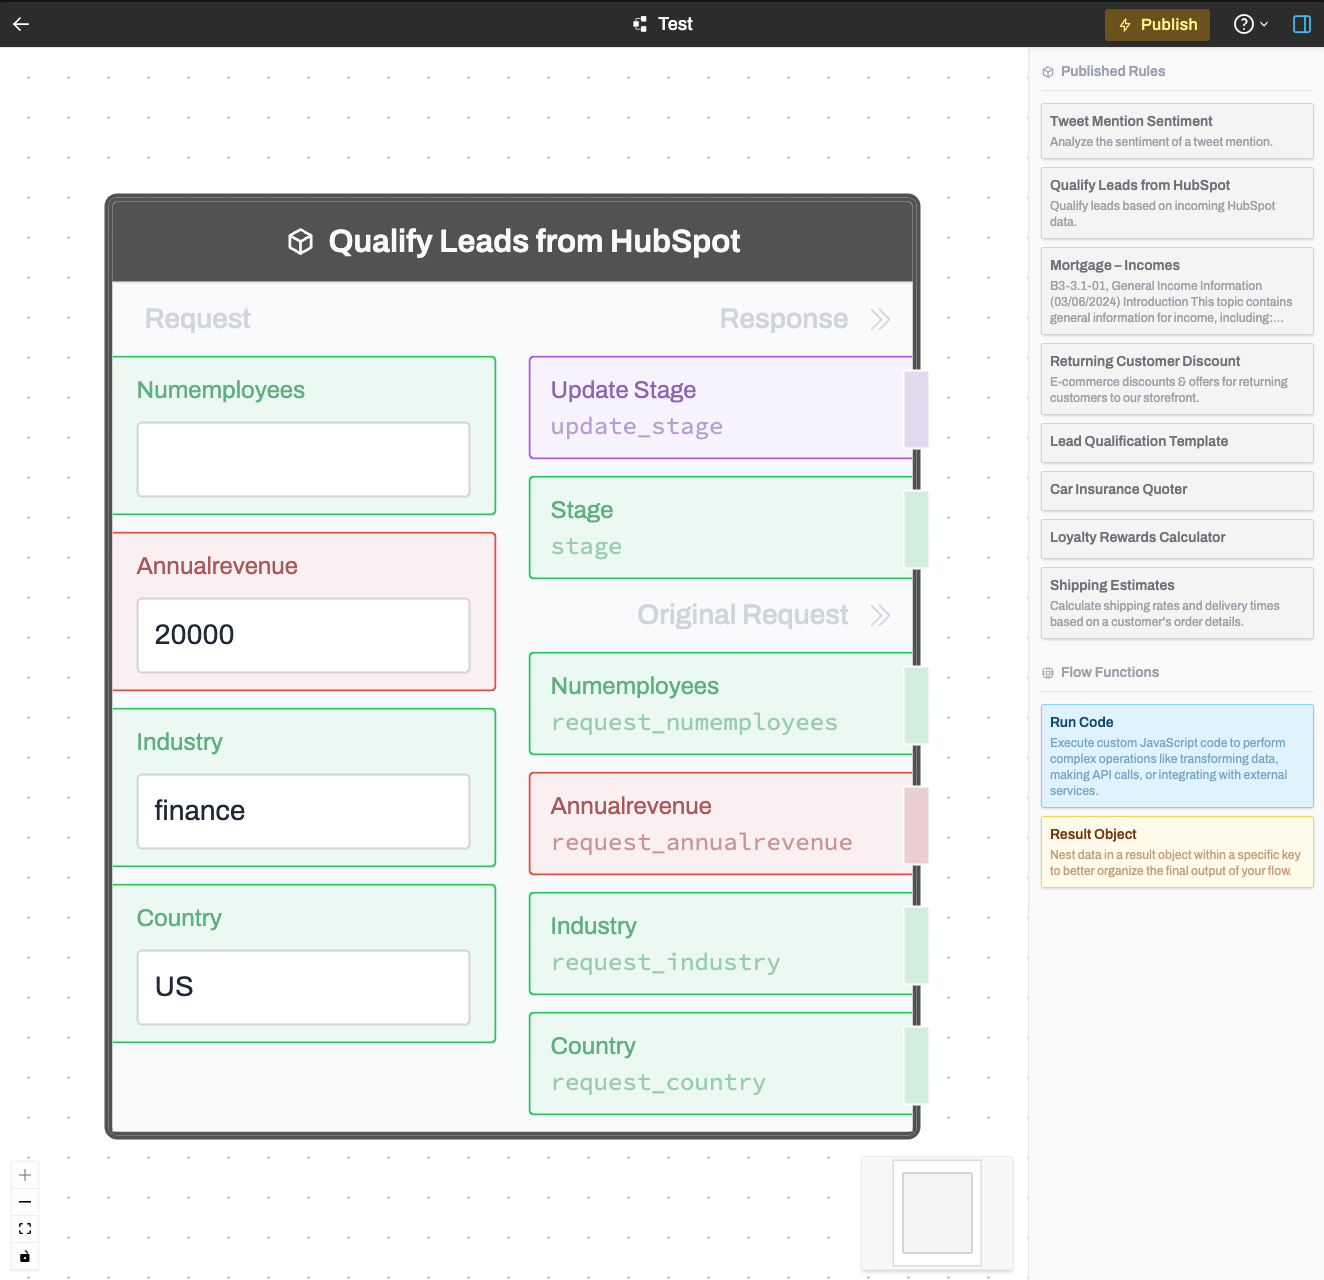 Test
Publish
Qualify Leads from HubSpot
Request
Numemployees
Annualrevenue
20000
Industry
finance
Country
US
Response
Update Stage
update_stage
Stage
stage
Original Request
Numemployees
request_numemployees
Annualrevenue
request_annualrevenue
Industry
request_industry
Country
request_country
Published Rules
Tweet Mention Sentiment
Analyze the sentiment of a tweet mention.
Qualify Leads from HubSpot
Qualify leads based on incoming HubSpot
data.
Mortgage – Incomes
B3-3.1-01, General Income Information
(03/06/2024) Introduction This topic contains
general information for income, including:...
Returning Customer Discount
E-commerce discounts & offers for returning
customers to our storefront.
Lead Qualification Template
Car Insurance Quoter
Loyalty Rewards Calculator
Shipping Estimates
Calculate shipping rates and delivery times
based on a customer's order details.
Flow Functions
Run Code
Execute custom JavaScript code to perform
complex operations like transforming data,
making API calls, or integrating with external
services.
Result Object
Nest data in a result object within a specific key
to better organize the final output of your flow.